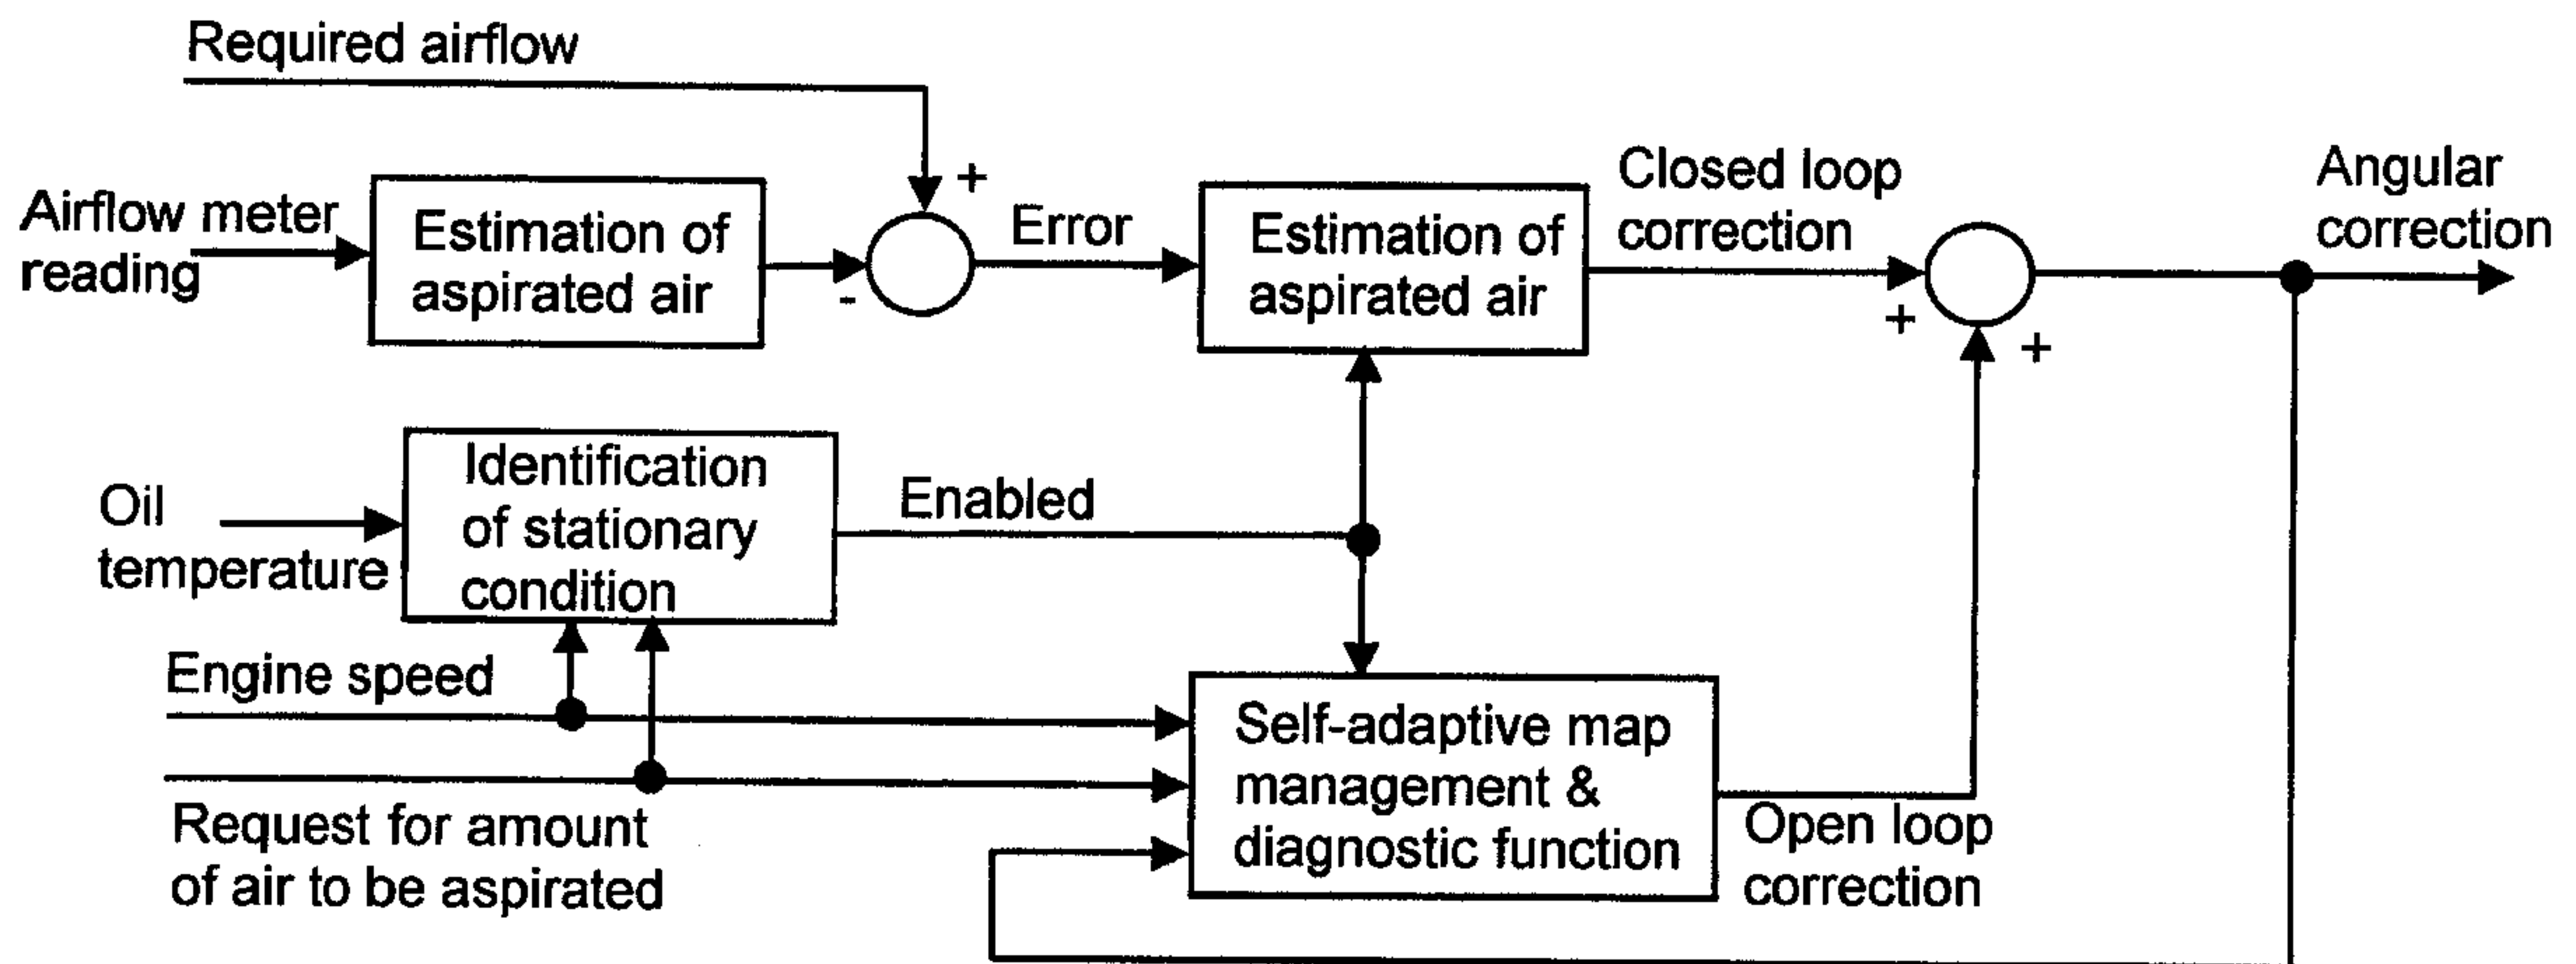 Required airflow
+
Airflow meter
reading
Estimation of
aspirated air
-
Error
Estimation of
aspirated air
Closed loop
correction
+
+
Angular
correction
Oil
temperature
Identification
of stationary
condition
Enabled
Engine speed
Request for amount
of air to be aspirated
Self-adaptive map
management &
diagnostic function
Open loop
correction